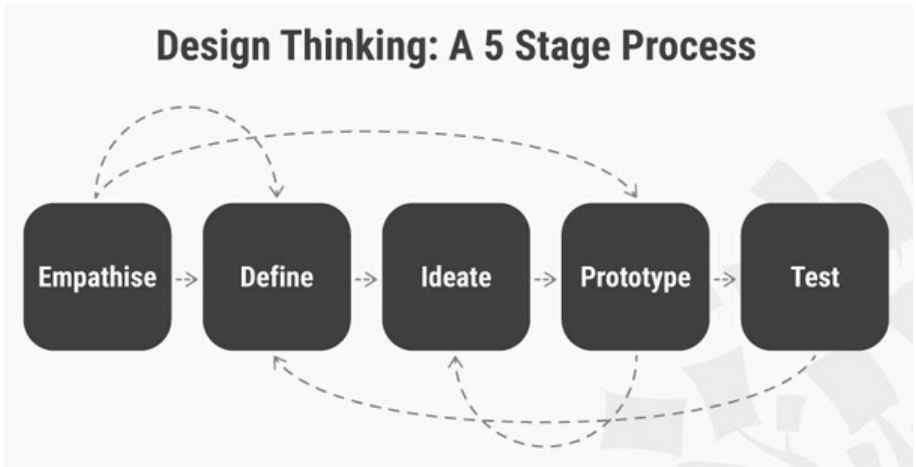 Design Thinking: A 5 Stage Process
Empathise
Define
Ideate
Prototype
Test